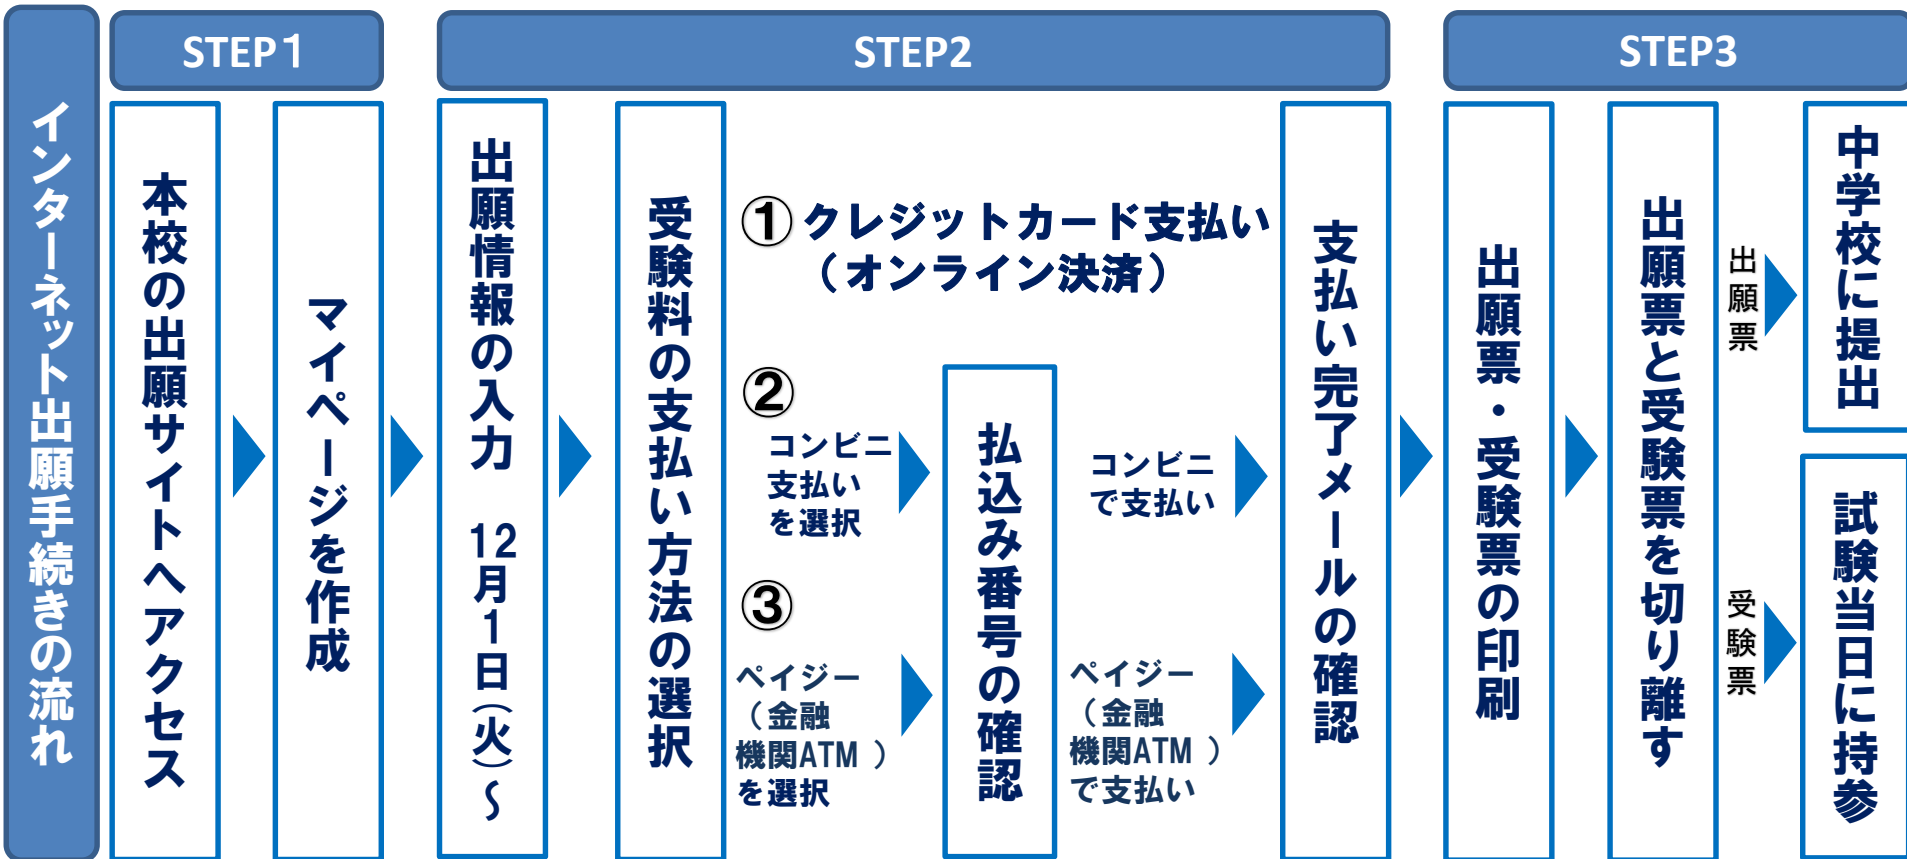 インターネット出願手続きの流れ
STEP１
本校の出願サイトへアクセス
マイページを作成
STEP2
出願情報の入力　12月1日(火)～
受験料の支払い方法の選択
①クレジットカード支払い
（オンライン決済）
②
コンビニ
支払い
を選択
③
ペイジー
（金融
機関ATM ）
を選択
払込み番号の確認
コンビニ
で支払い
ペイジー
（金融
機関ATM ）
で支払い
支払い完了メールの確認
STEP3
出願票・受験票の印刷
出願票と受験票を切り離す
出願票
中学校に提出
受験票
試験当日に持参